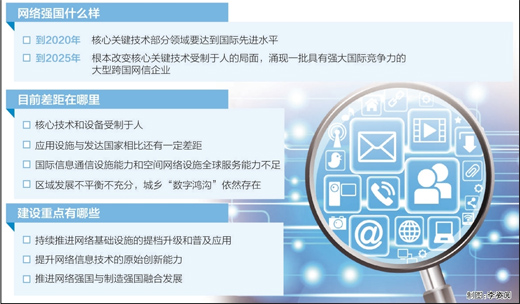 网络强国什么样
到2020年 核心关键技术部分领域要达到国际先进水平
到2025年 根本改变核心关键技术受制于人的局面，涌现一批具有强大国际竞争力的
大型跨国网信企业
目前差距在哪里
核心技术和设备受制于人
应用设施与发达国家相比还有一定差距
国际信息通信设施能力和空间网络设施全球服务能力不足
区域发展不平衡不充分，城乡“数字鸿沟”依然存在
建设重点有哪些
持续推进网络基础设施的提档升级和普及应用
提升网络信息技术的原始创新能力
推进网络强国与制造强国融合发展
制图：李